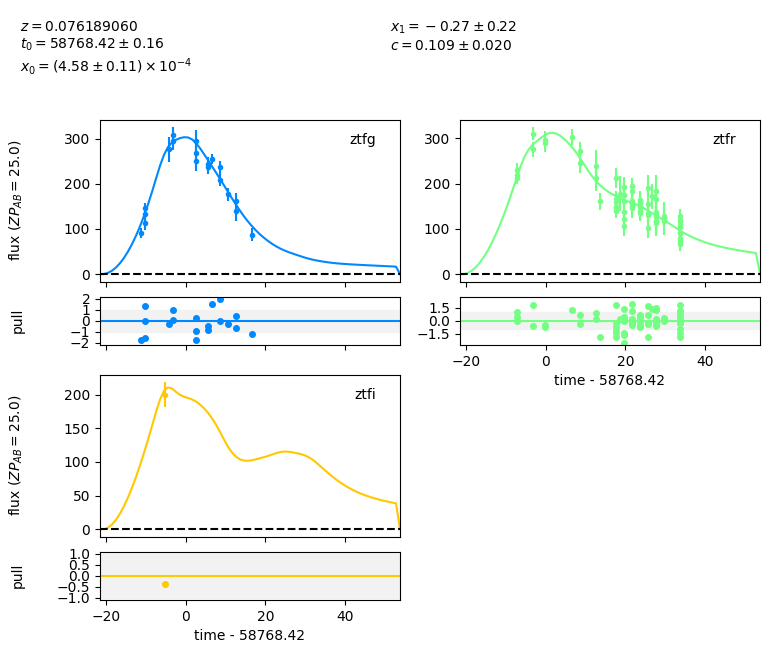 z = 0.076189060
t₀ = 58768.42 ± 0.16
x₀ = (4.58 ± 0.11) × 10⁻⁴
x₁ = −0.27 ± 0.22
c = 0.109 ± 0.020
flux (ZP_AB = 25.0)
300
200
100
0
ztfg
300
200
100
0
ztfr
pull
2
1
0
−1
−2
1.5
0.0
−1.5
−20 0 20 40
time - 58768.42
flux (ZP_AB = 25.0)
200
150
100
50
0
ztfi
pull
1.0
0.5
0.0
−0.5
−1.0
−20 0 20 40
time - 58768.42